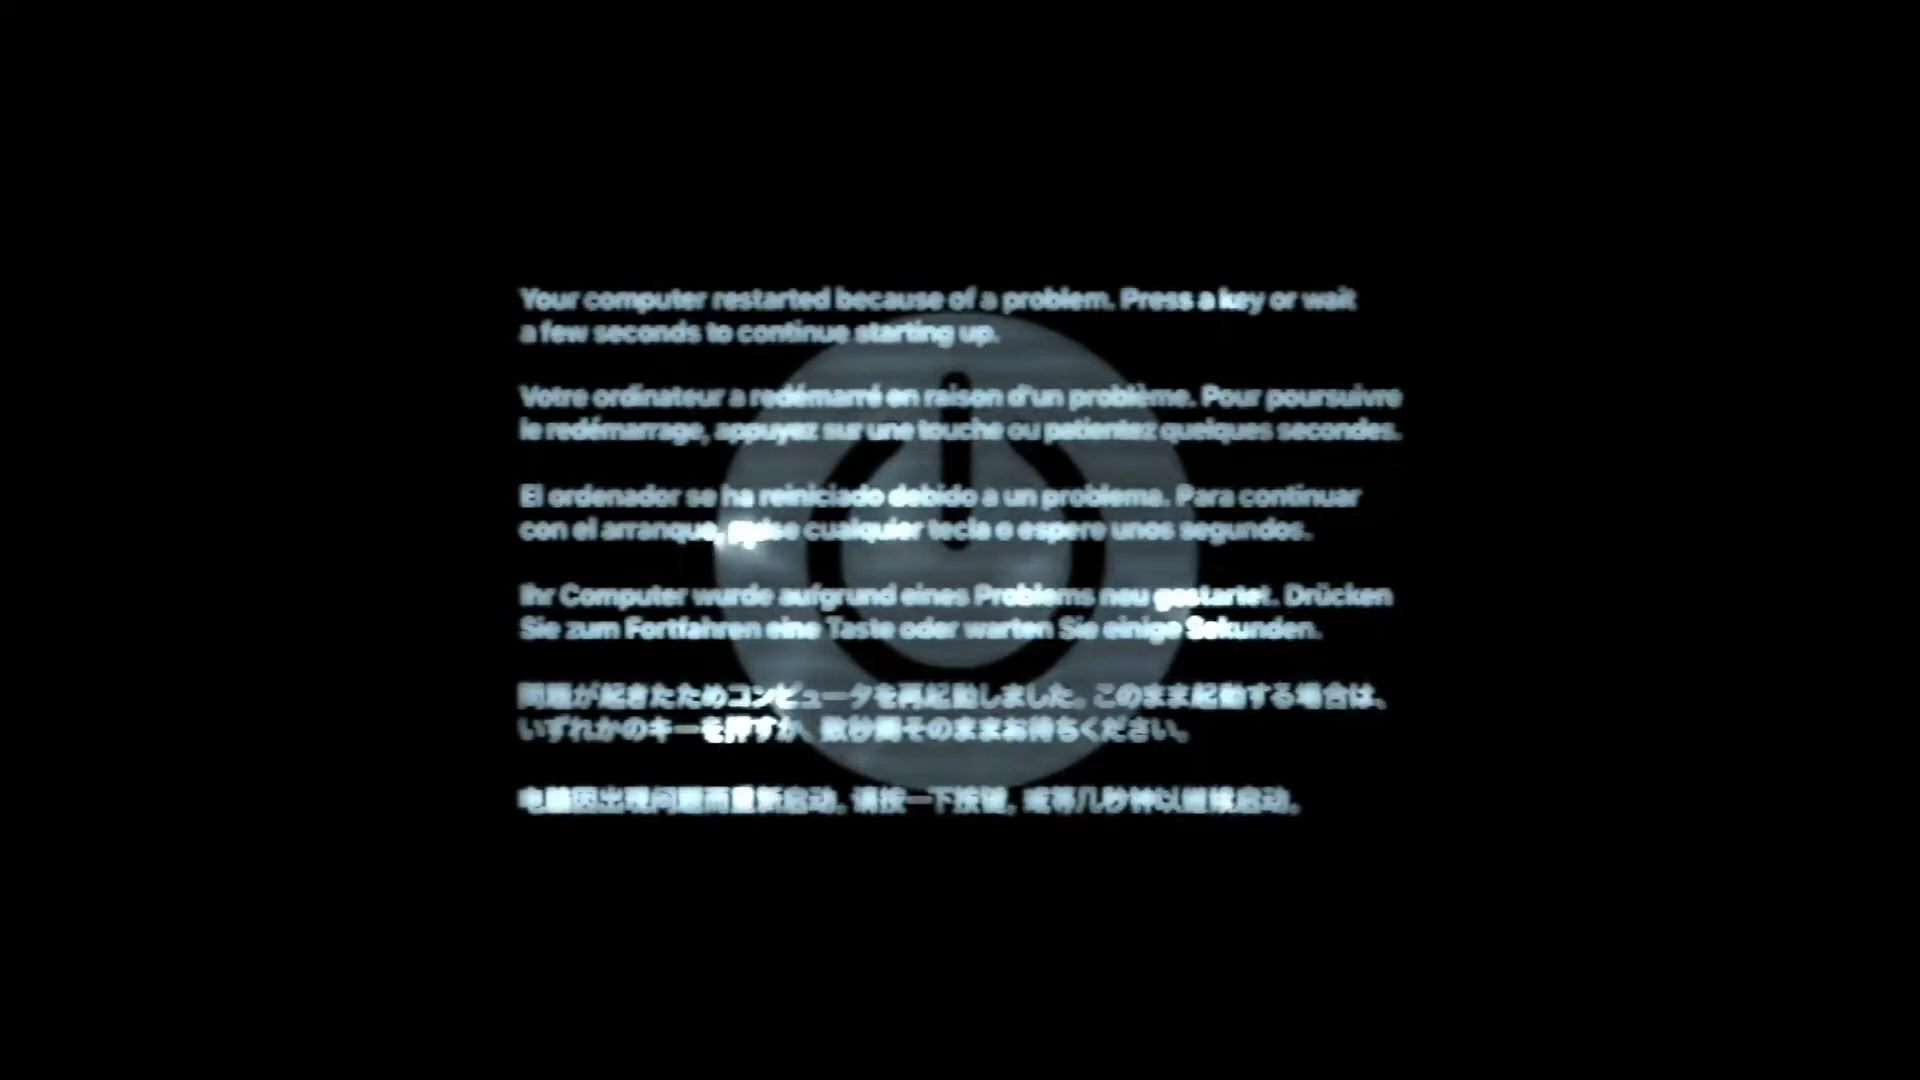 Your computer restarted because of a problem. Press a key or wait
a few seconds to continue starting up.
Votre ordinateur a redémarré en raison d'un problème. Pour poursuivre
le redémarrage, appuyez sur une touche ou patientez quelques secondes.
El ordenador se ha reiniciado debido a un problema. Para continuar
con el arranque, pulse cualquier tecla o espere unos segundos.
Ihr Computer wurde aufgrund eines Problems neu gestartet. Drücken
Sie zum Fortfahren eine Taste oder warten Sie einige Sekunden.
問題が起きたためコンピュータを再起動しました。このまま起動する場合は、
いずれかのキーを押すか、数秒間そのままお待ちください。
电脑因出现问题而重新启动。请按一下按键，或等几秒钟以继续启动。